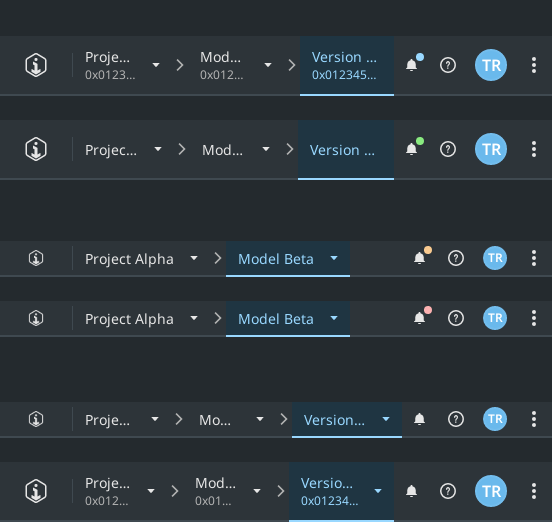 Proje... Mod... Version ...
0x0123... 0x012... 0x012345... TR
Projec... Mod... Version ... TR
Project Alpha Model Beta TR
Project Alpha Model Beta TR
Proje... Mo... Version... TR
Proje... Mod... Versio...
0x012... 0x01... 0x01234... TR